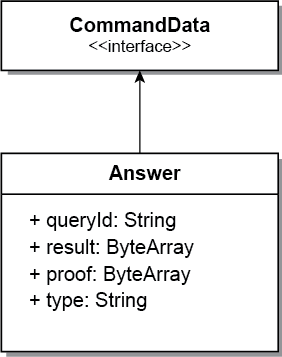 CommandData
<<interface>>
Answer
+ queryId: String
+ result: ByteArray
+ proof: ByteArray
+ type: String